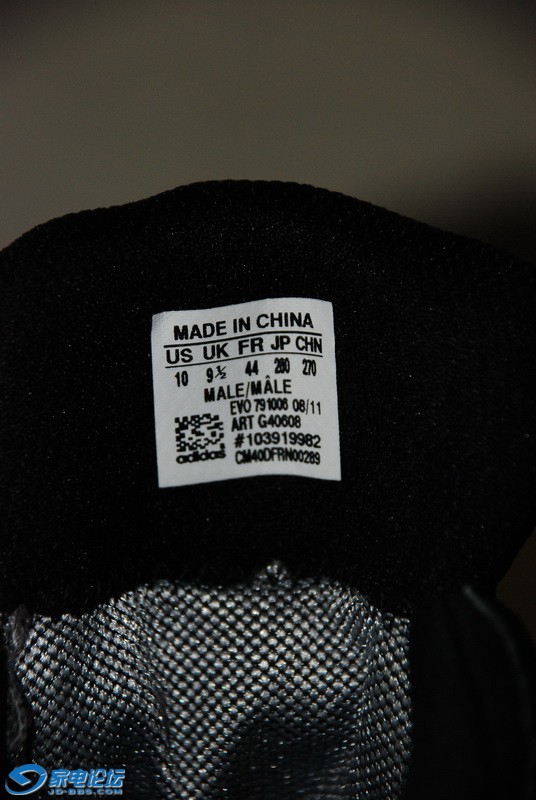 MADE IN CHINA
US UK FR JP CHN
10 9½ 44 280 270
MALE/MÂLE
EVO 791006 08/11
ART G40608
#103919982
adidas CM40DFRN00289
家电论坛
JD-BBS.COM